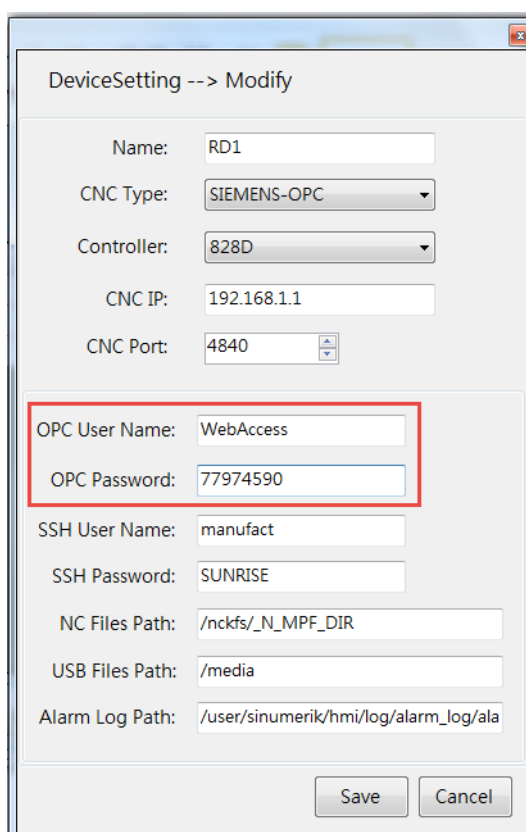 DeviceSetting --> Modify
Name: RD1
CNC Type: SIEMENS-OPC
Controller: 828D
CNC IP: 192.168.1.1
CNC Port: 4840
OPC User Name: WebAccess
OPC Password: 77974590
SSH User Name: manufact
SSH Password: SUNRISE
NC Files Path: /nckfs/_N_MPF_DIR
USB Files Path: /media
Alarm Log Path: /user/sinumerik/hmi/log/alarm_log/ala
Save Cancel